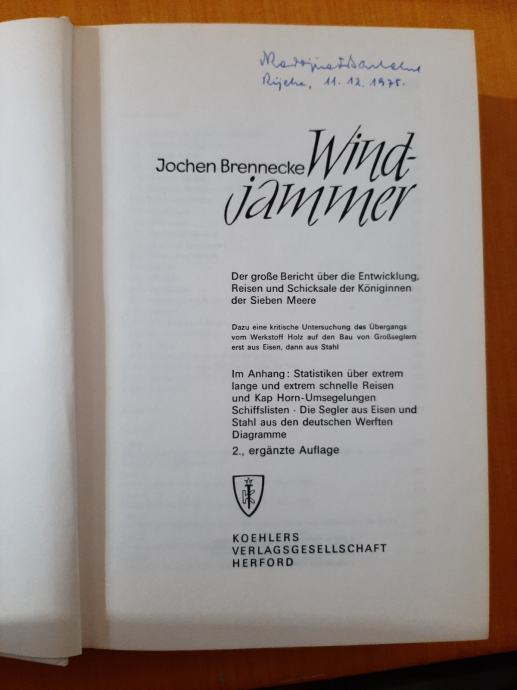 Rijeka, 11.12.1975.
Jochen Brennecke Wind-
jammer
Der große Bericht über die Entwicklung,
Reisen und Schicksale der Königinnen
der Sieben Meere
Dazu eine kritische Untersuchung des Übergangs
vom Werkstoff Holz auf den Bau von Großseglern
erst aus Eisen, dann aus Stahl
Im Anhang: Statistiken über extrem
lange und extrem schnelle Reisen
und Kap Horn-Umsegelungen
Schiffslisten · Die Segler aus Eisen und
Stahl aus den deutschen Werften
Diagramme
2., ergänzte Auflage
KOEHLERS
VERLAGSGESELLSCHAFT
HERFORD